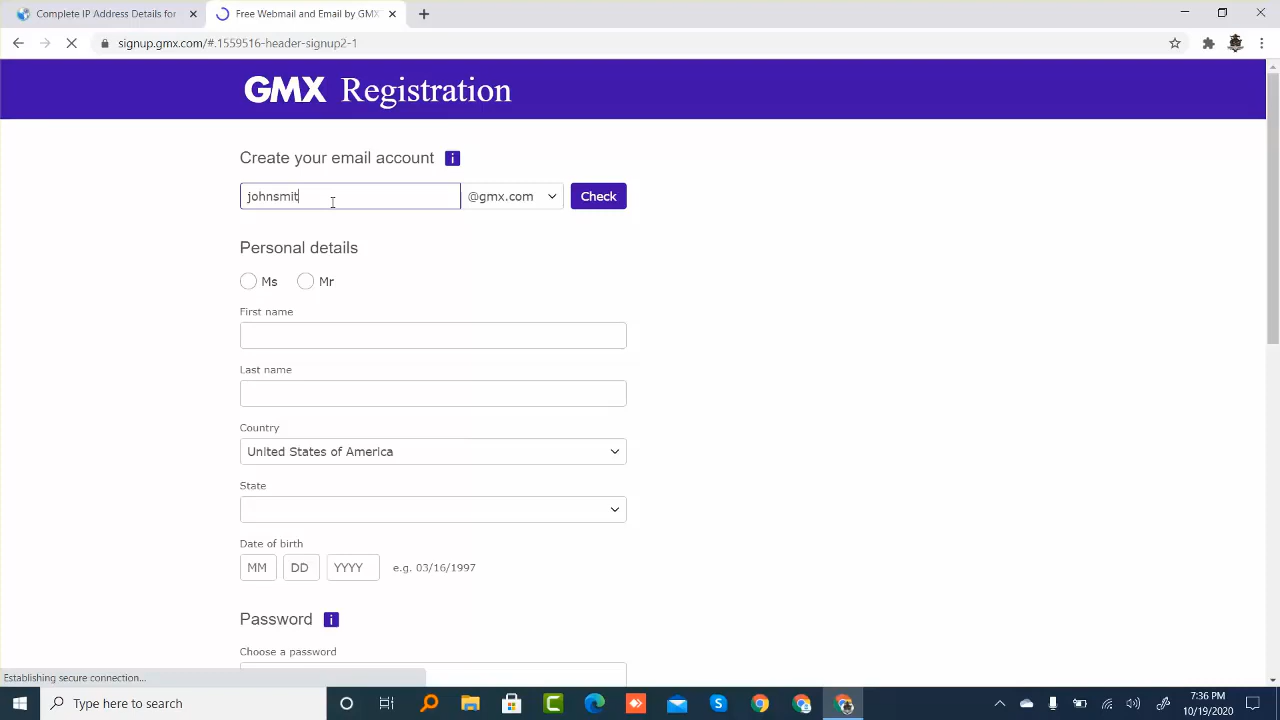 Complete IP Address Details for
Free Webmail and Email by GMX
signup.gmx.com/#.1559516-header-signup2-1
GMX Registration
Create your email account i
johnsmit @gmx.com Check
Personal details
Ms Mr
First name
Last name
Country
United States of America
State
Date of birth
MM DD YYYY e.g. 03/16/1997
Password i
Choose a password
Establishing secure connection...
Type here to search
7:36 PM
10/19/2020